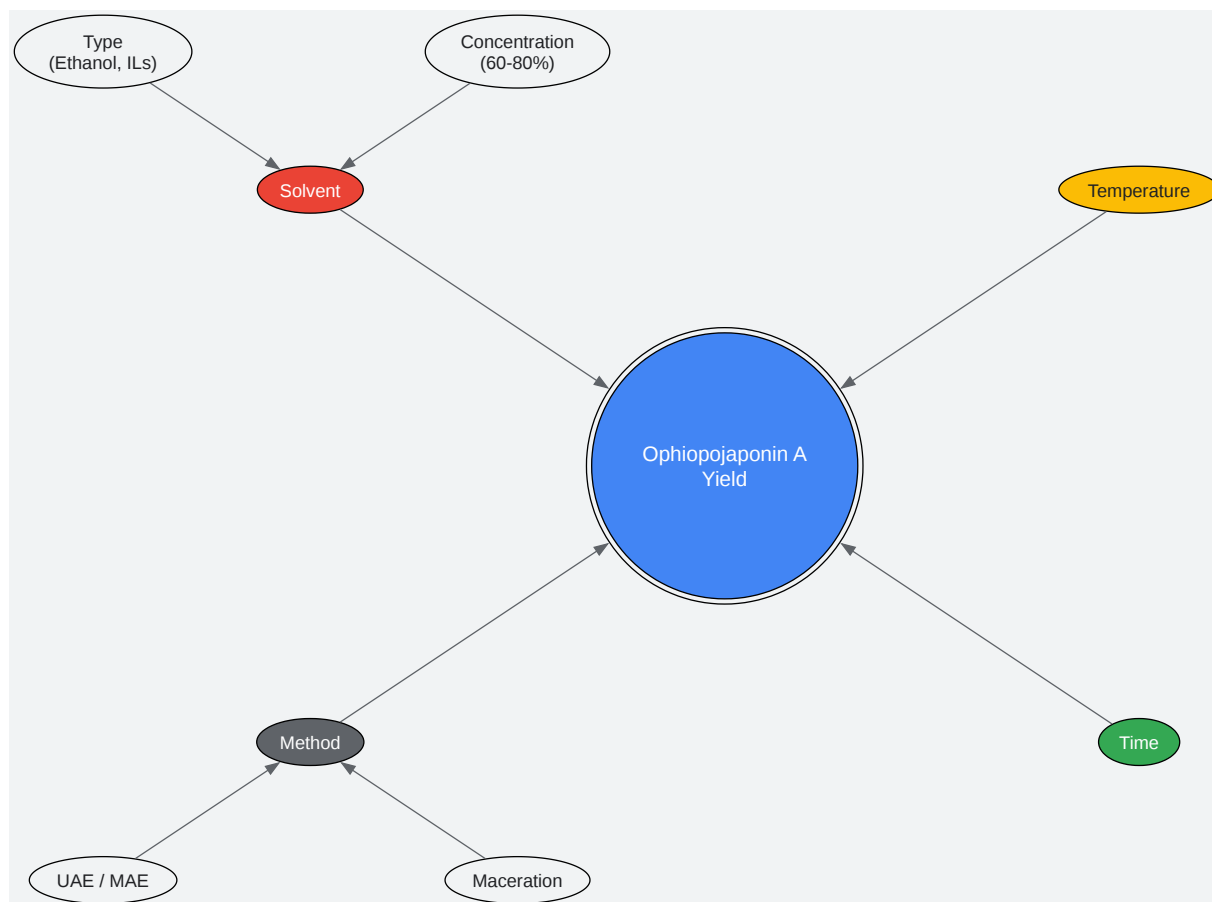 Type
(Ethanol, ILs)
Concentration
(60-80%)
Solvent
Temperature
Ophiopojaponin A
Yield
Method
Time
UAE / MAE
Maceration